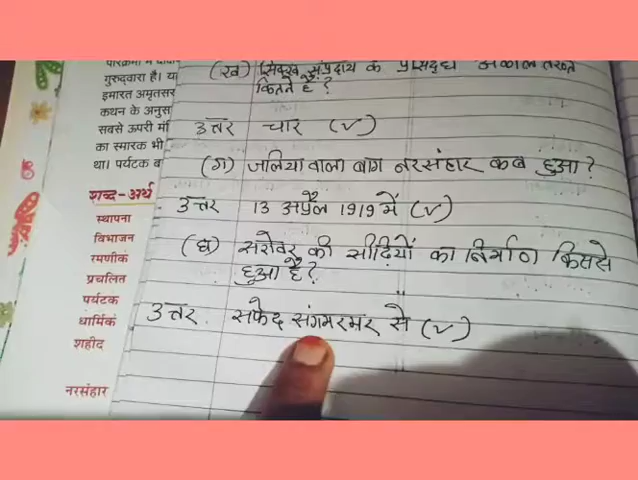 गुरुद्वारा है। या
इमारत अमृतसर
कथन के अनुस
सबसे ऊपरी मं
का स्मारक भी
था। पर्यटक ब
शब्द-अर्थ
स्थापना
विभाजन
रमणीक
प्रचलित
पर्यटक
धार्मिक
शहीद
नरसंहार
(ख) सिक्ख संप्रदाय के प्रसिद्ध अकाल तख्त
कितने है?
उत्तर चार (✓)
(ग) जलिया वाला बाग नरसंहार कब हुआ?
उत्तर 13 अप्रैल 1919 में (✓)
(घ) सरोवर की सीढ़ियों का निर्माण किससे
हुआ है?
उत्तर. सफेद संगमरमर से (✓)